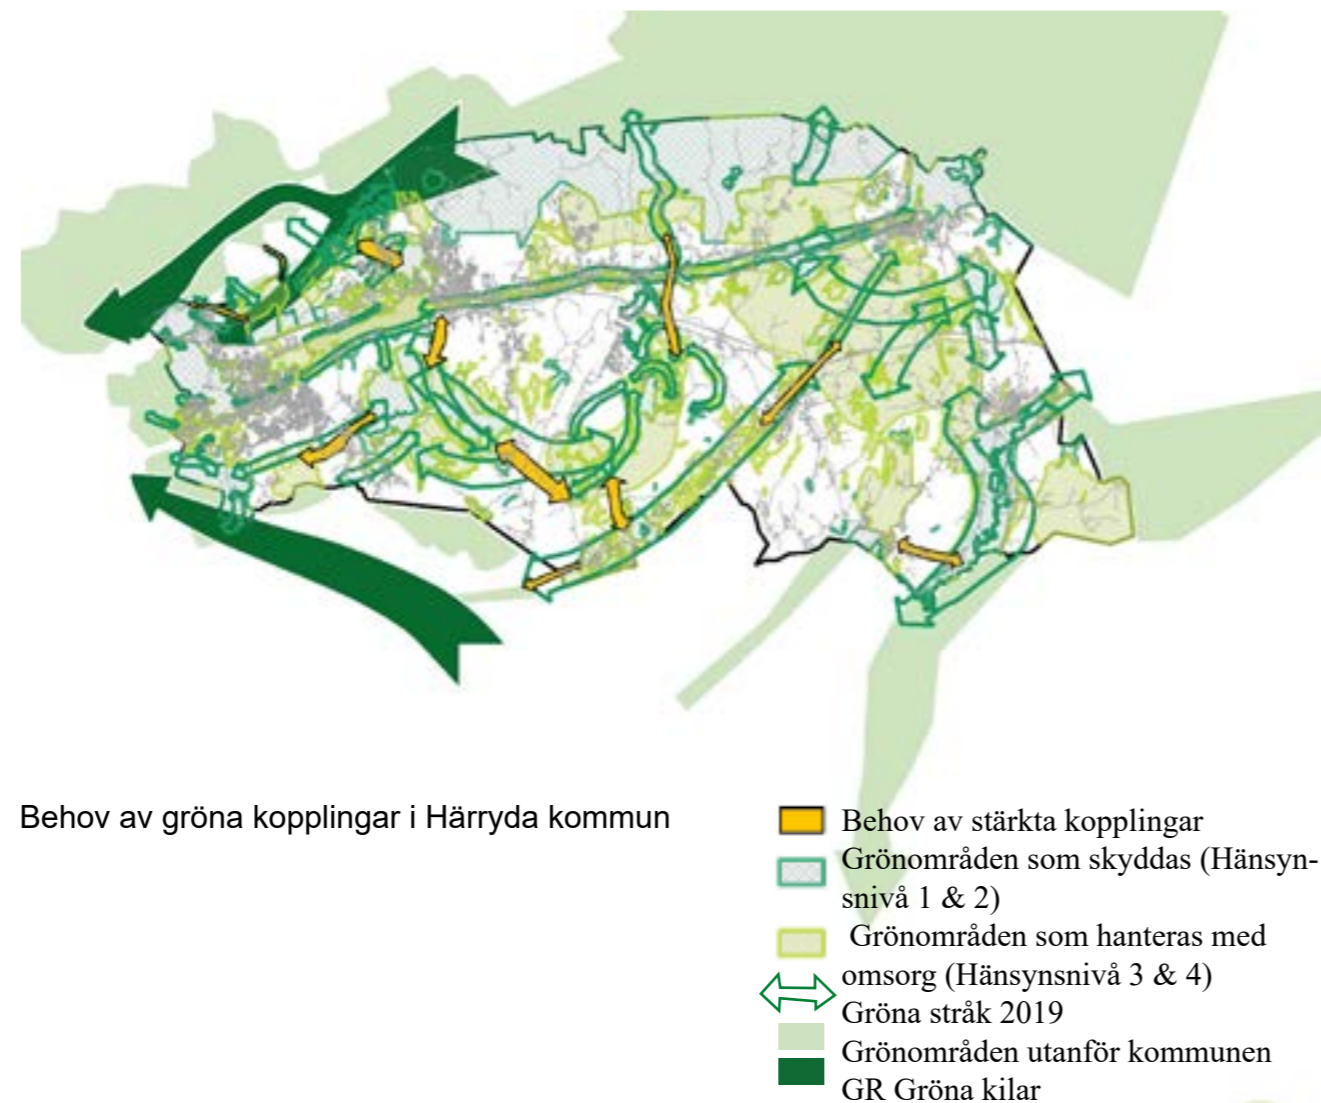 Behov av gröna kopplingar i Härryda kommun
Behov av stärkta kopplingar
Grönområden som skyddas (Hänsyn-
snivå 1 & 2)
Grönområden som hanteras med
omsorg (Hänsynsnivå 3 & 4)
Gröna stråk 2019
Grönområden utanför kommunen
GR Gröna kilar